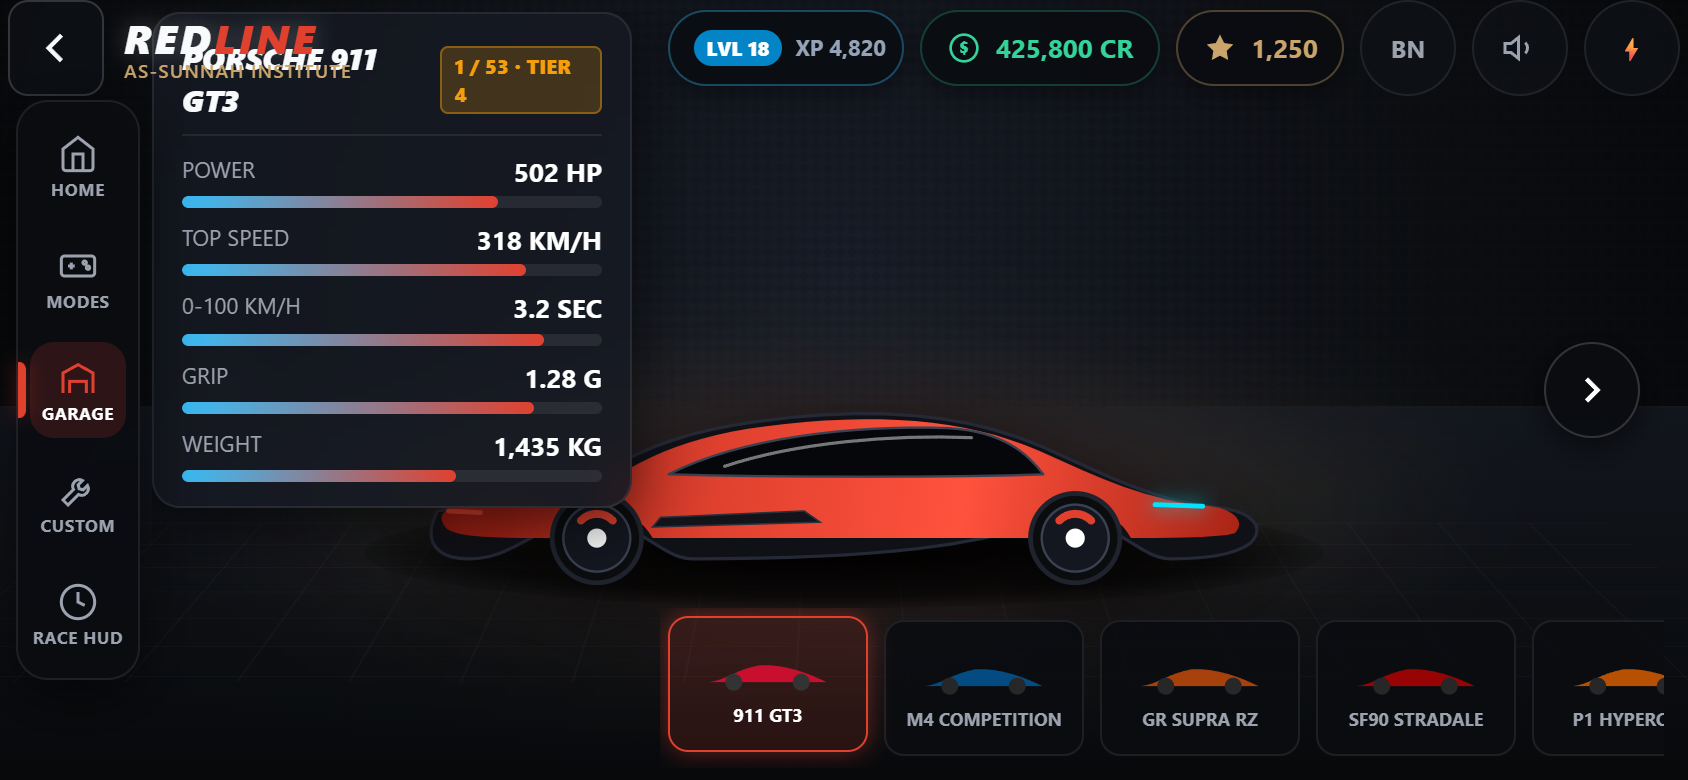 REDLINE
AS-SUNNAH INSTITUTE
LVL 18
XP 4,820
$
425,800 CR
1,250
BN
PORSCHE 911
GT3
1 / 53 · TIER
4
POWER
502 HP
TOP SPEED
318 KM/H
0-100 KM/H
3.2 SEC
GRIP
1.28 G
WEIGHT
1,435 KG
HOME
MODES
GARAGE
CUSTOM
RACE HUD
911 GT3
M4 COMPETITION
GR SUPRA RZ
SF90 STRADALE
P1 HYPERC